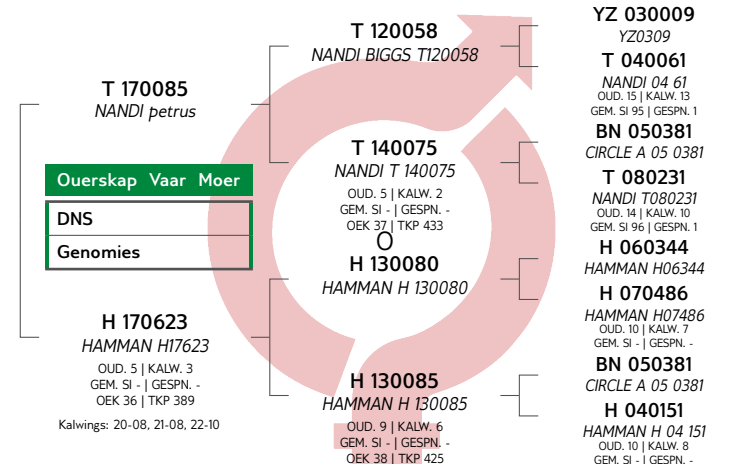 T 170085
NANDI petrus
Ouerskap Vaar Moer
DNS
Genomies
H 170623
HAMMAN H17623
OUD. 5 | KALW. 3
GEM. SI - | GESPN. -
OEK 36 | TKP 389
Kalwings: 20-08, 21-08, 22-10
T 120058
NANDI BIGGS T120058
T 140075
NANDI T 140075
OUD. 5 | KALW. 2
GEM. SI - | GESPN. -
OEK 37 | TKP 433
O
H 130080
HAMMAN H 130080
H 130085
HAMMAN H 130085
OUD. 9 | KALW. 6
GEM. SI - | GESPN. -
OEK 38 | TKP 425
YZ 030009
YZ0309
T 040061
NANDI 04 61
OUD. 15 | KALW. 13
GEM. SI 95 | GESPN. 1
BN 050381
CIRCLE A 05 0381
T 080231
NANDI T080231
OUD. 14 | KALW. 10
GEM. SI 96 | GESPN. 1
H 060344
HAMMAN H06344
H 070486
HAMMAN H07486
OUD. 10 | KALW. 7
GEM. SI - | GESPN. -
BN 050381
CIRCLE A 05 0381
H 040151
HAMMAN H 04 151
OUD. 10 | KALW. 8
GEM. SI - | GESPN. -